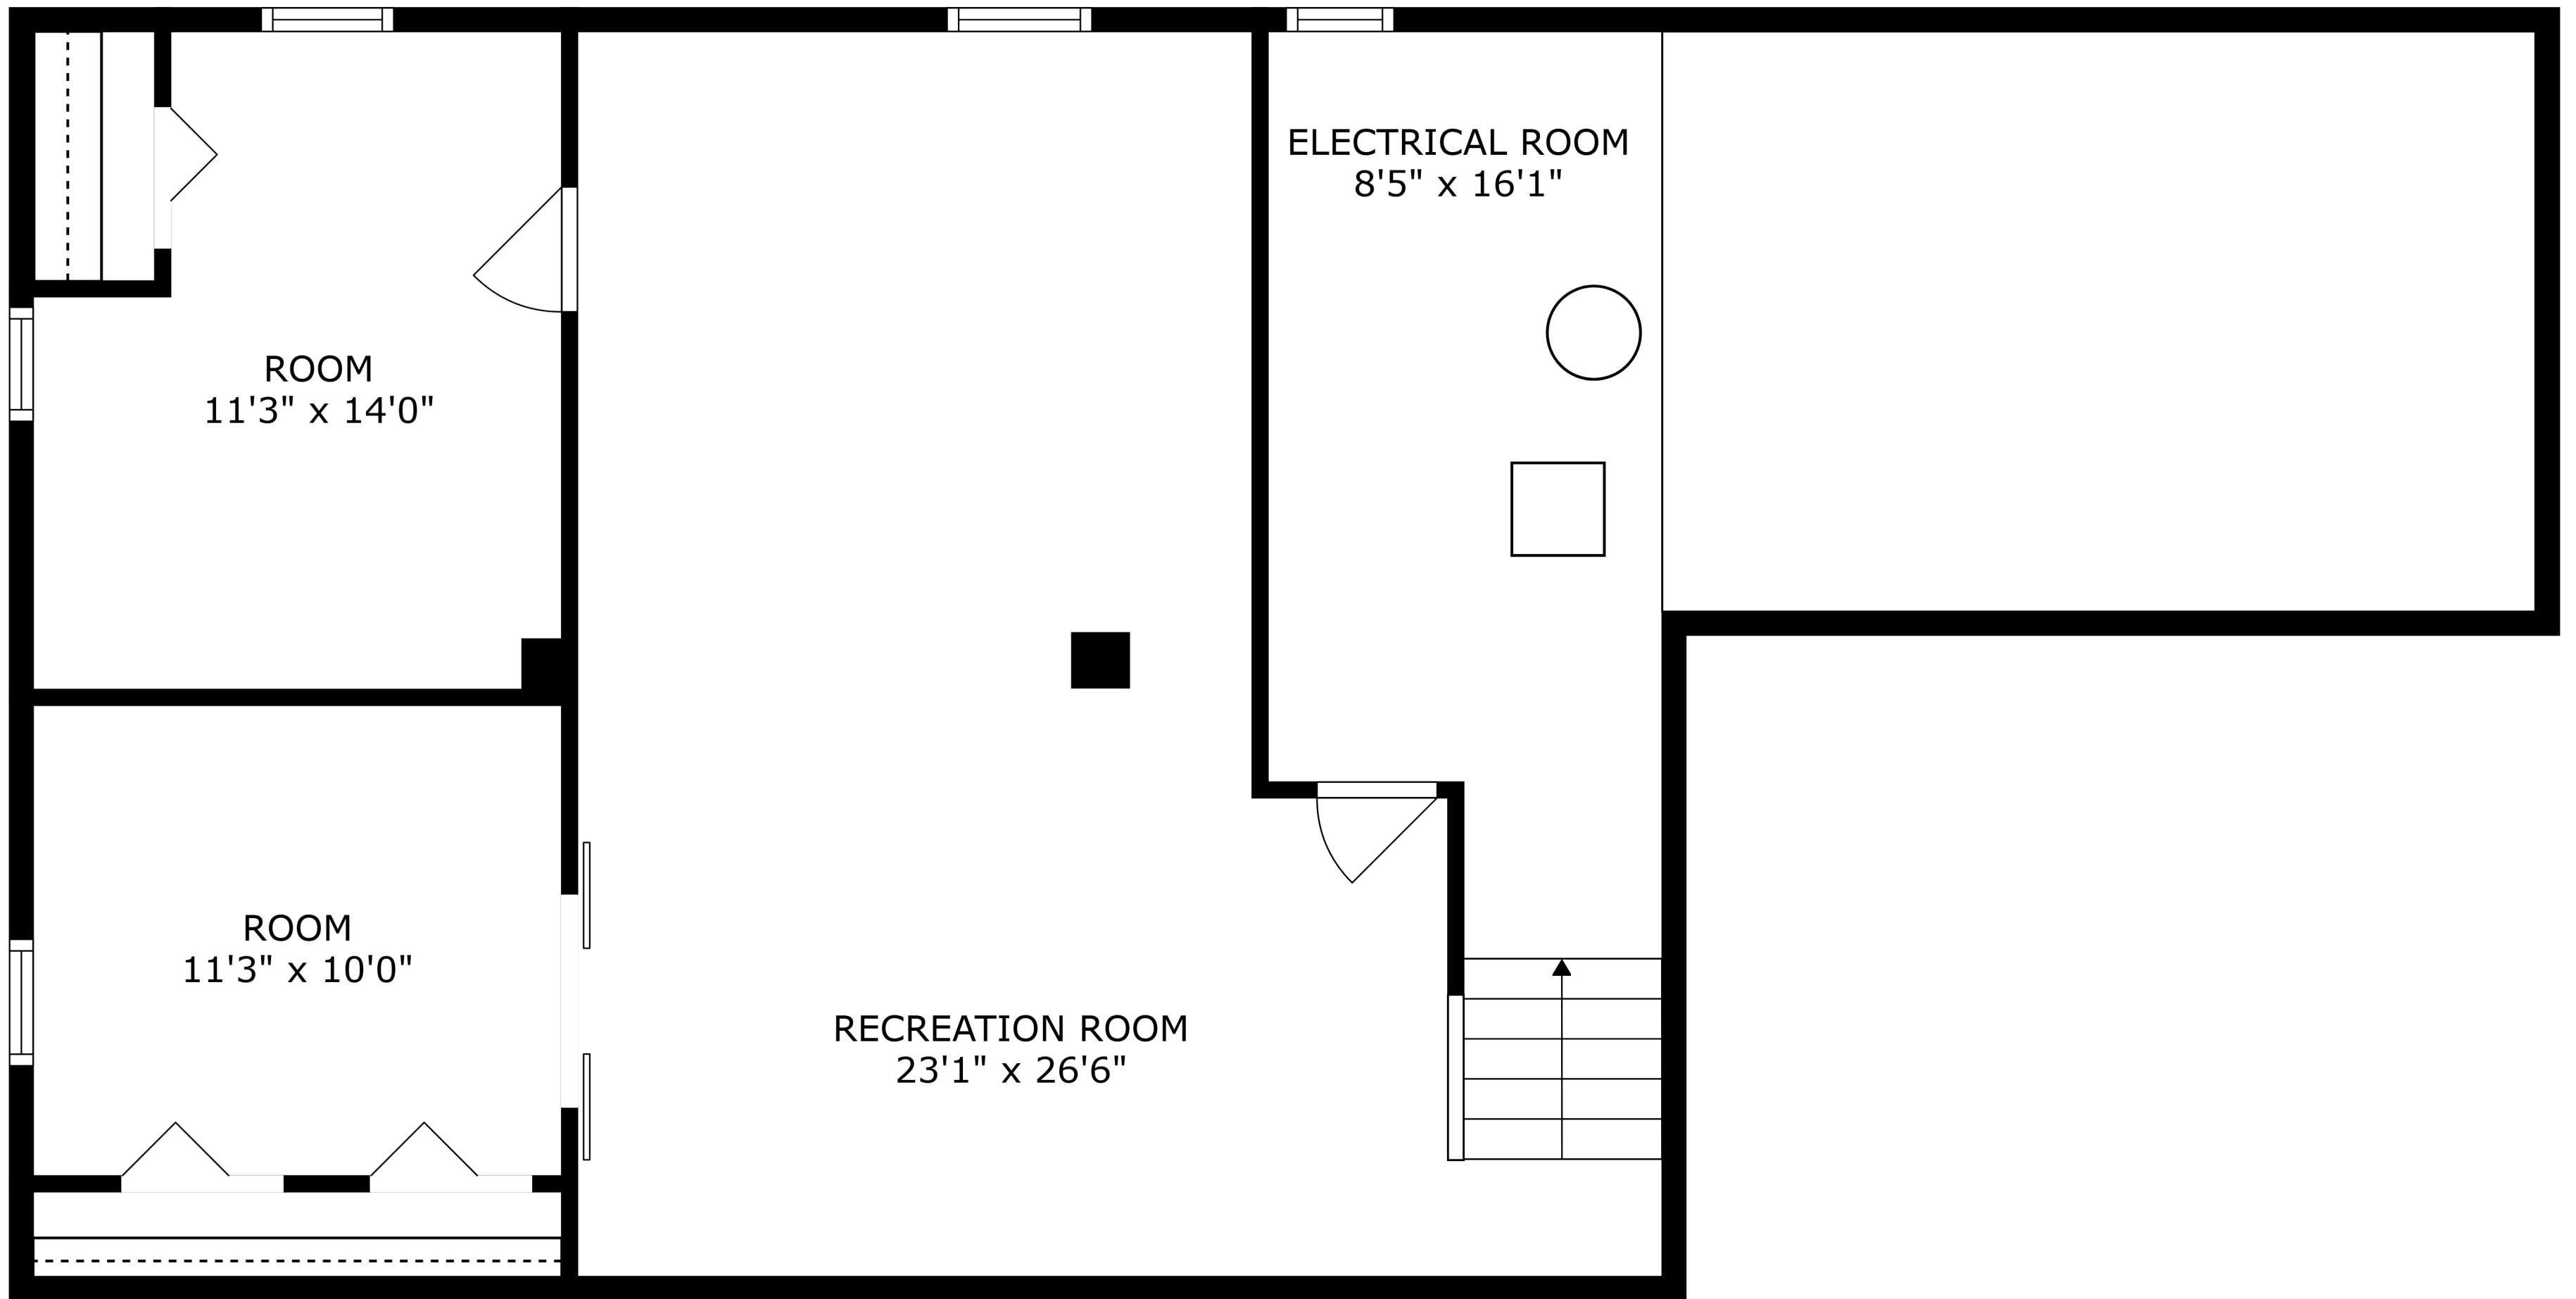 ELECTRICAL ROOM
8'5" x 16'1"
ROOM
11'3" x 14'0"
ROOM
11'3" x 10'0"
RECREATION ROOM
23'1" x 26'6"